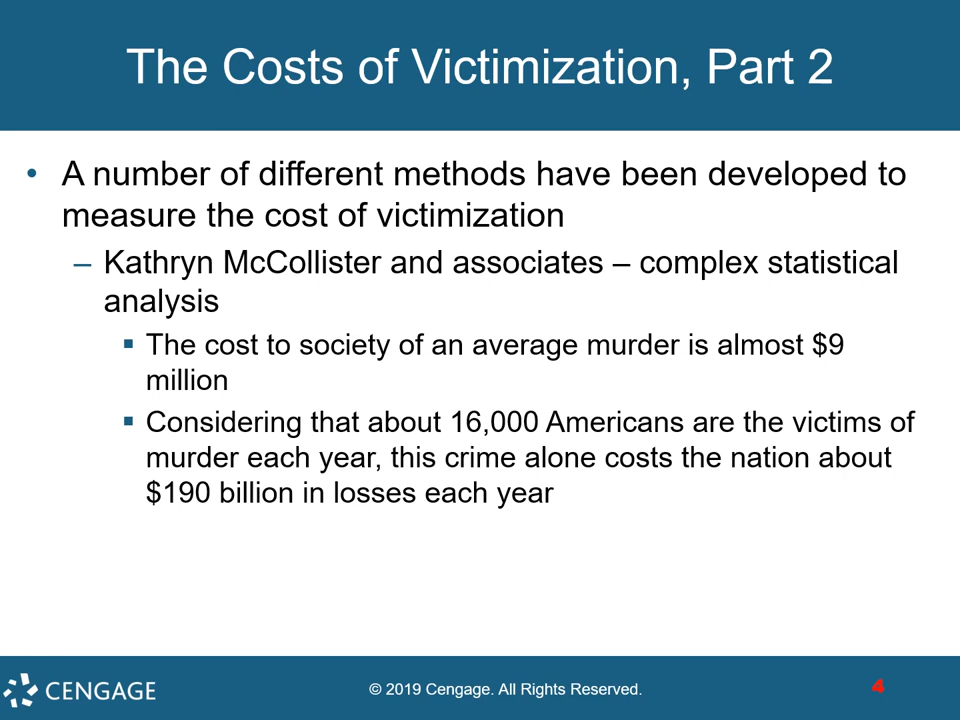 The Costs of Victimization, Part 2
• A number of different methods have been developed to
measure the cost of victimization
– Kathryn McCollister and associates – complex statistical
analysis
▪ The cost to society of an average murder is almost $9
million
▪ Considering that about 16,000 Americans are the victims of
murder each year, this crime alone costs the nation about
$190 billion in losses each year
CENGAGE
© 2019 Cengage. All Rights Reserved.
4